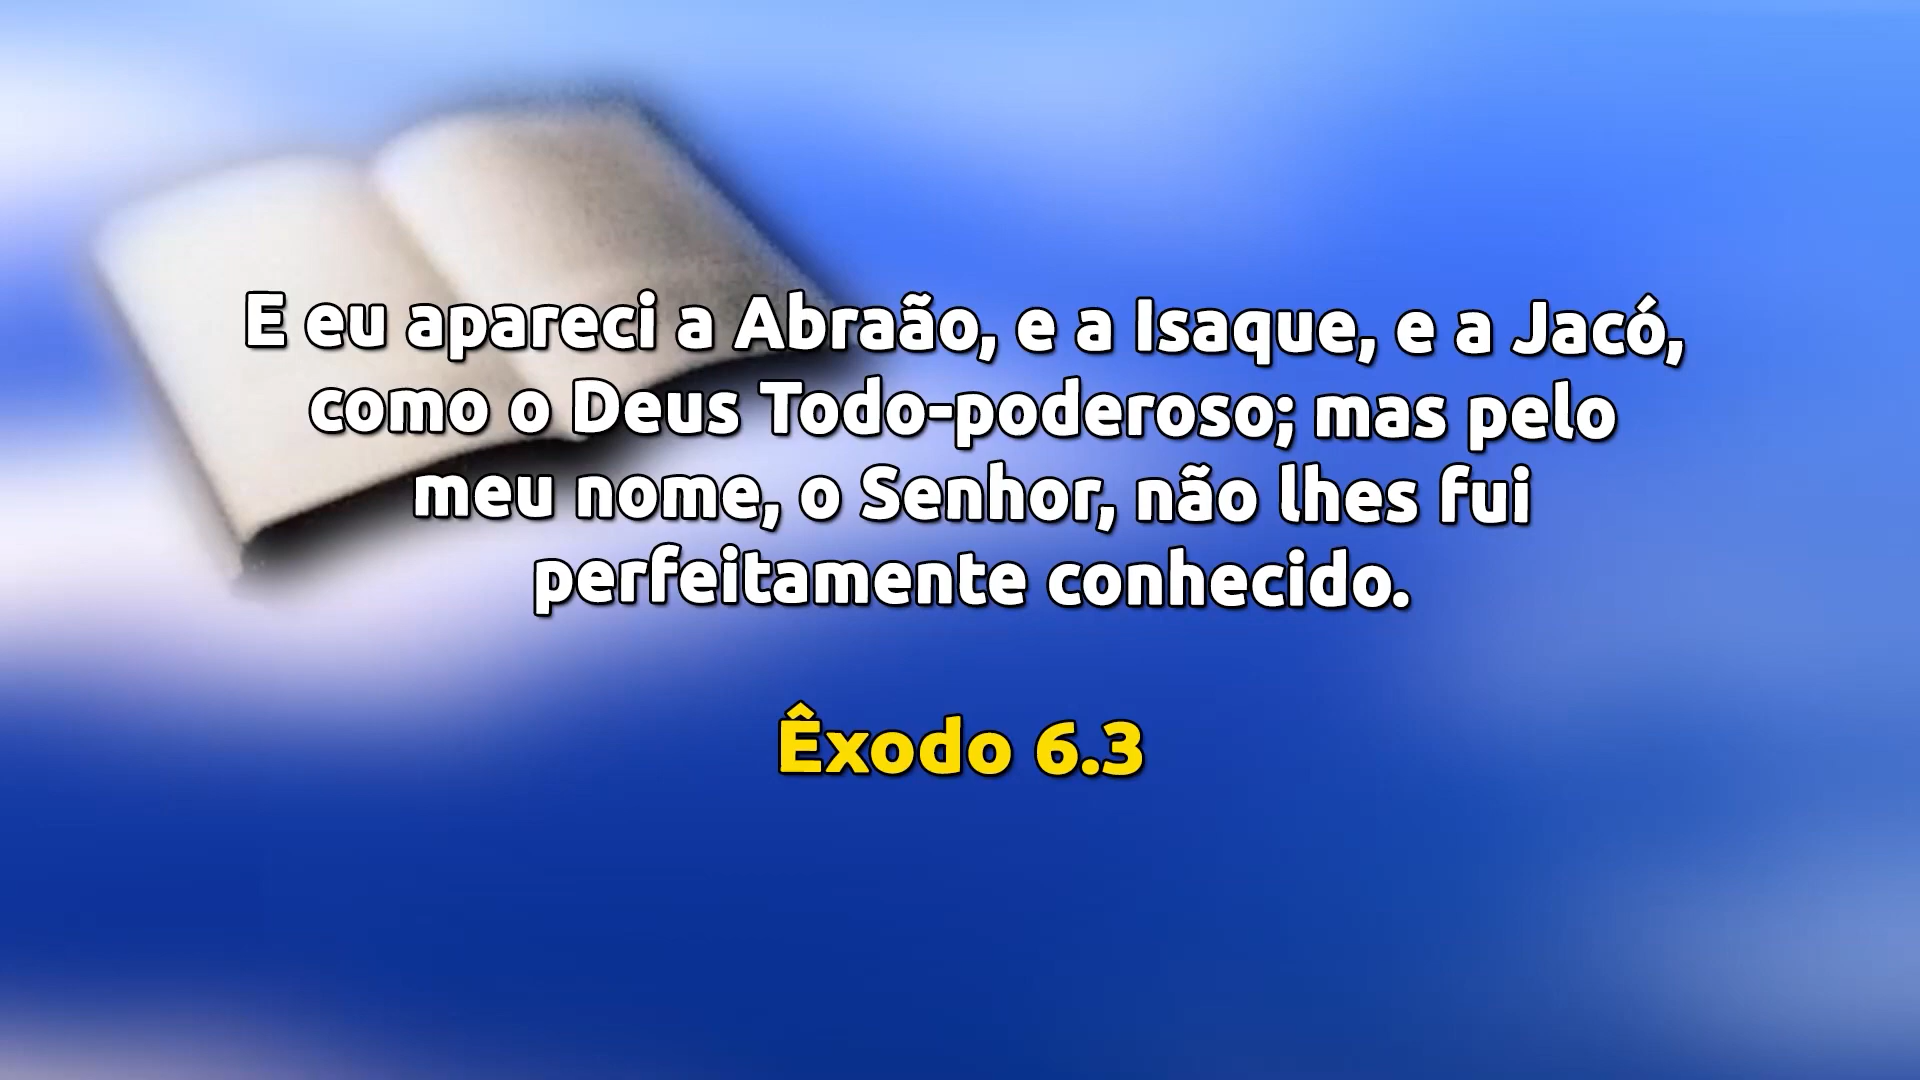 E eu apareci a Abraão, e a Isaque, e a Jacó,
como o Deus Todo-poderoso; mas pelo
meu nome, o Senhor, não lhes fui
perfeitamente conhecido.
Êxodo 6.3